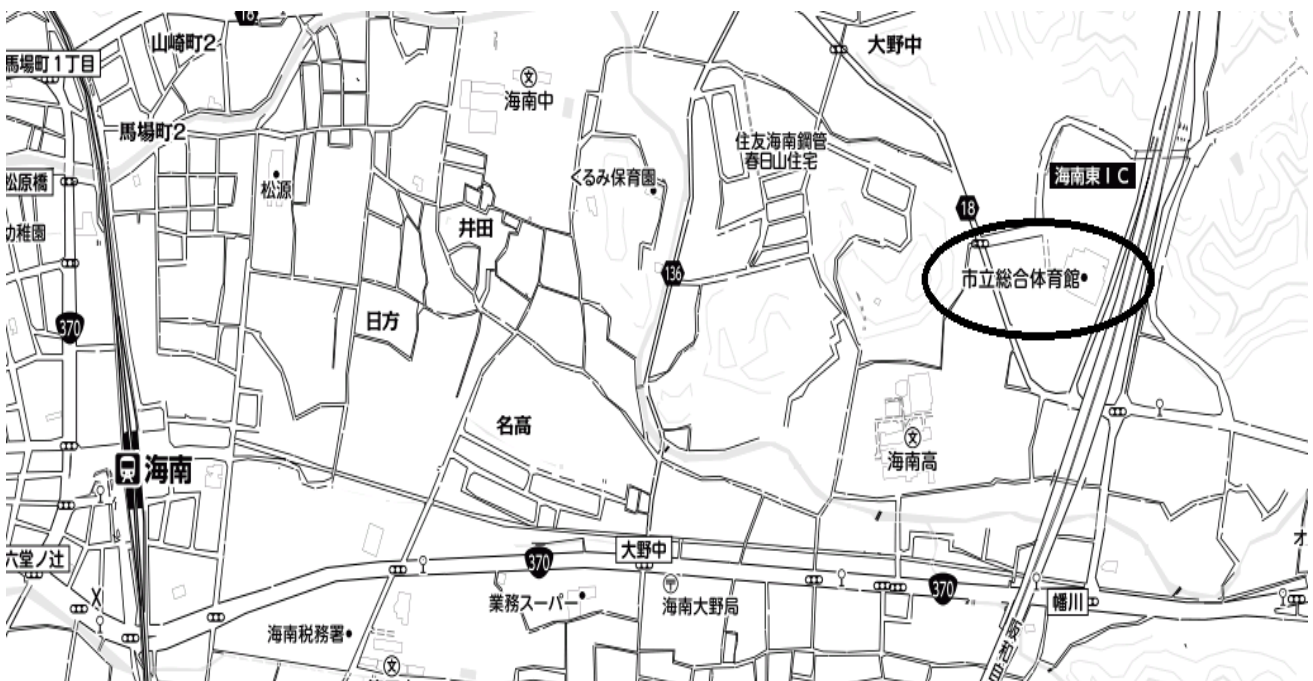 18
山崎町2
大野中
馬場町1丁目
海南中
馬場町2
住友海南鋼管
春日山住宅
松源
くるみ保育園
海南東IC
松原橋
幼稚園
井田
18
136
市立総合体育館
370
日方
名高
海南高
海南
大野中
六堂ノ辻
370
業務スーパー
海南大野局
370
幡川
オ
海南税務署
阪和自